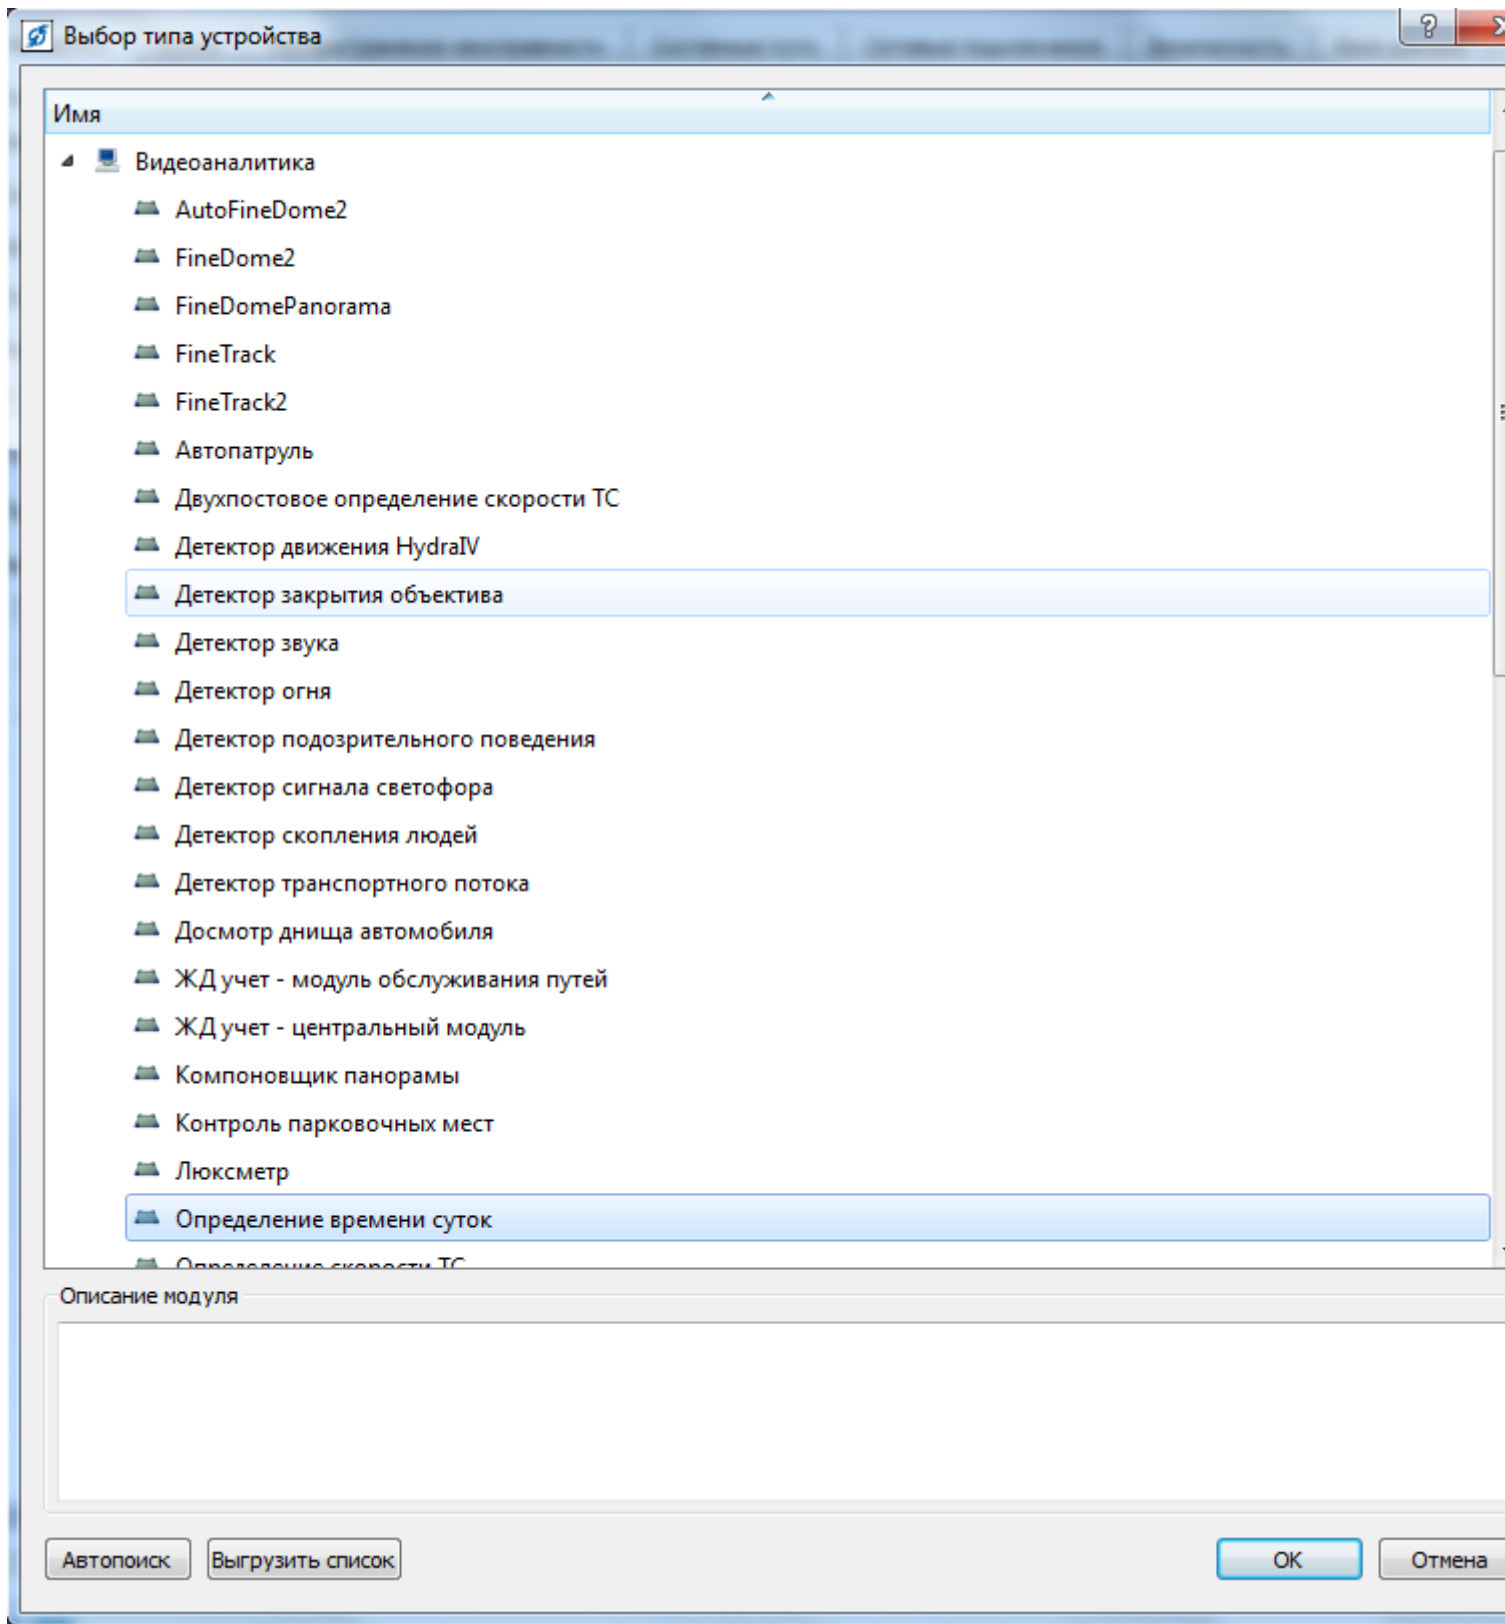 Выбор типа устройства
Имя
Видеоаналитика
AutoFineDome2
FineDome2
FineDomePanorama
FineTrack
FineTrack2
Автопатруль
Двухпостовое определение скорости ТС
Детектор движения HydraIV
Детектор закрытия объектива
Детектор звука
Детектор огня
Детектор подозрительного поведения
Детектор сигнала светофора
Детектор скопления людей
Детектор транспортного потока
Досмотр днища автомобиля
ЖД учет - модуль обслуживания путей
ЖД учет - центральный модуль
Компоновщик панорамы
Контроль парковочных мест
Люксметр
Определение времени суток
Определение скорости ТС
Описание модуля
Автопоиск Выгрузить список OK Отмена